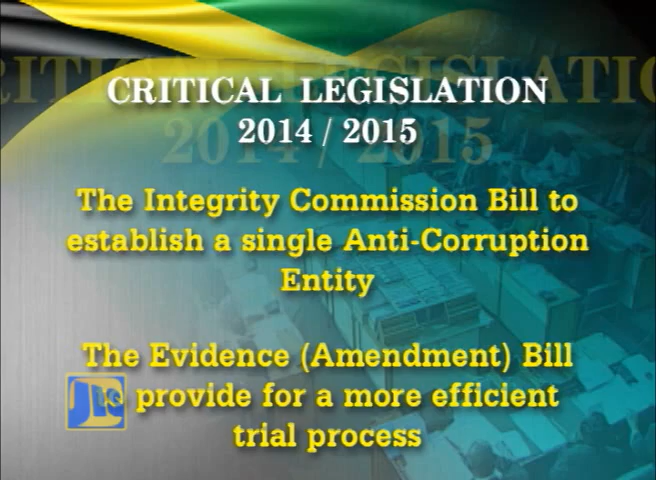 CRITICAL LEGISLATION
2014 / 2015
The Integrity Commission Bill to
establish a single Anti-Corruption
Entity
The Evidence (Amendment) Bill
provide for a more efficient
trial process